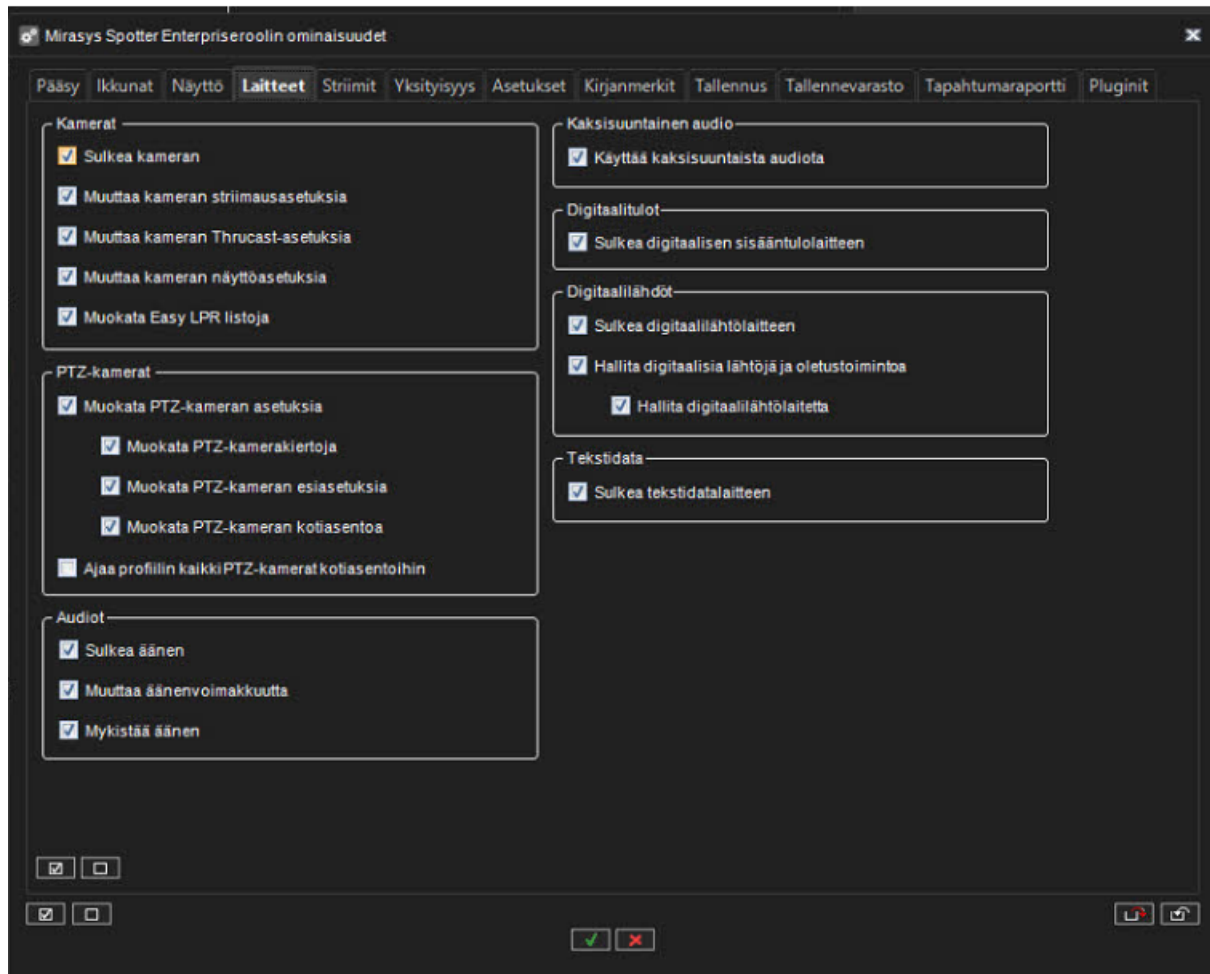 Mirasys Spotter Enterpriseroolin ominaisuudet
Pääsy Ikkunat Näyttö Laitteet Striimit Yksityisyys Asetukset Kirjanmerkit Tallennus Tallennevarasto Tapahtumaraportti Pluginit
Kamerat
Sulkea kameran
Muuttaa kameran striimausasetuksia
Muuttaa kameran Thrucast-asetuksia
Muuttaa kameran näyttöasetuksia
Muokata Easy LPR listoja
PTZ-kamerat
Muokata PTZ-kameran asetuksia
Muokata PTZ-kamerakiertoja
Muokata PTZ-kameran esiasetuksia
Muokata PTZ-kameran kotiasentoa
Ajaa profiilin kaikki PTZ-kamerat kotiasentoihin
Audiot
Sulkea äänen
Muuttaa äänenvoimakkuutta
Mykistää äänen
Kaksisuuntainen audio
Käyttää kaksisuuntaista audiota
Digitaalitulot
Sulkea digitaalisen sisääntulolaitteen
Digitaalilähdöt
Sulkea digitaalilähtölaitteen
Hallita digitaalisia lähtöjä ja oletustoimintoa
Hallita digitaalilähtölaitetta
Tekstidata
Sulkea tekstidatalaitteen